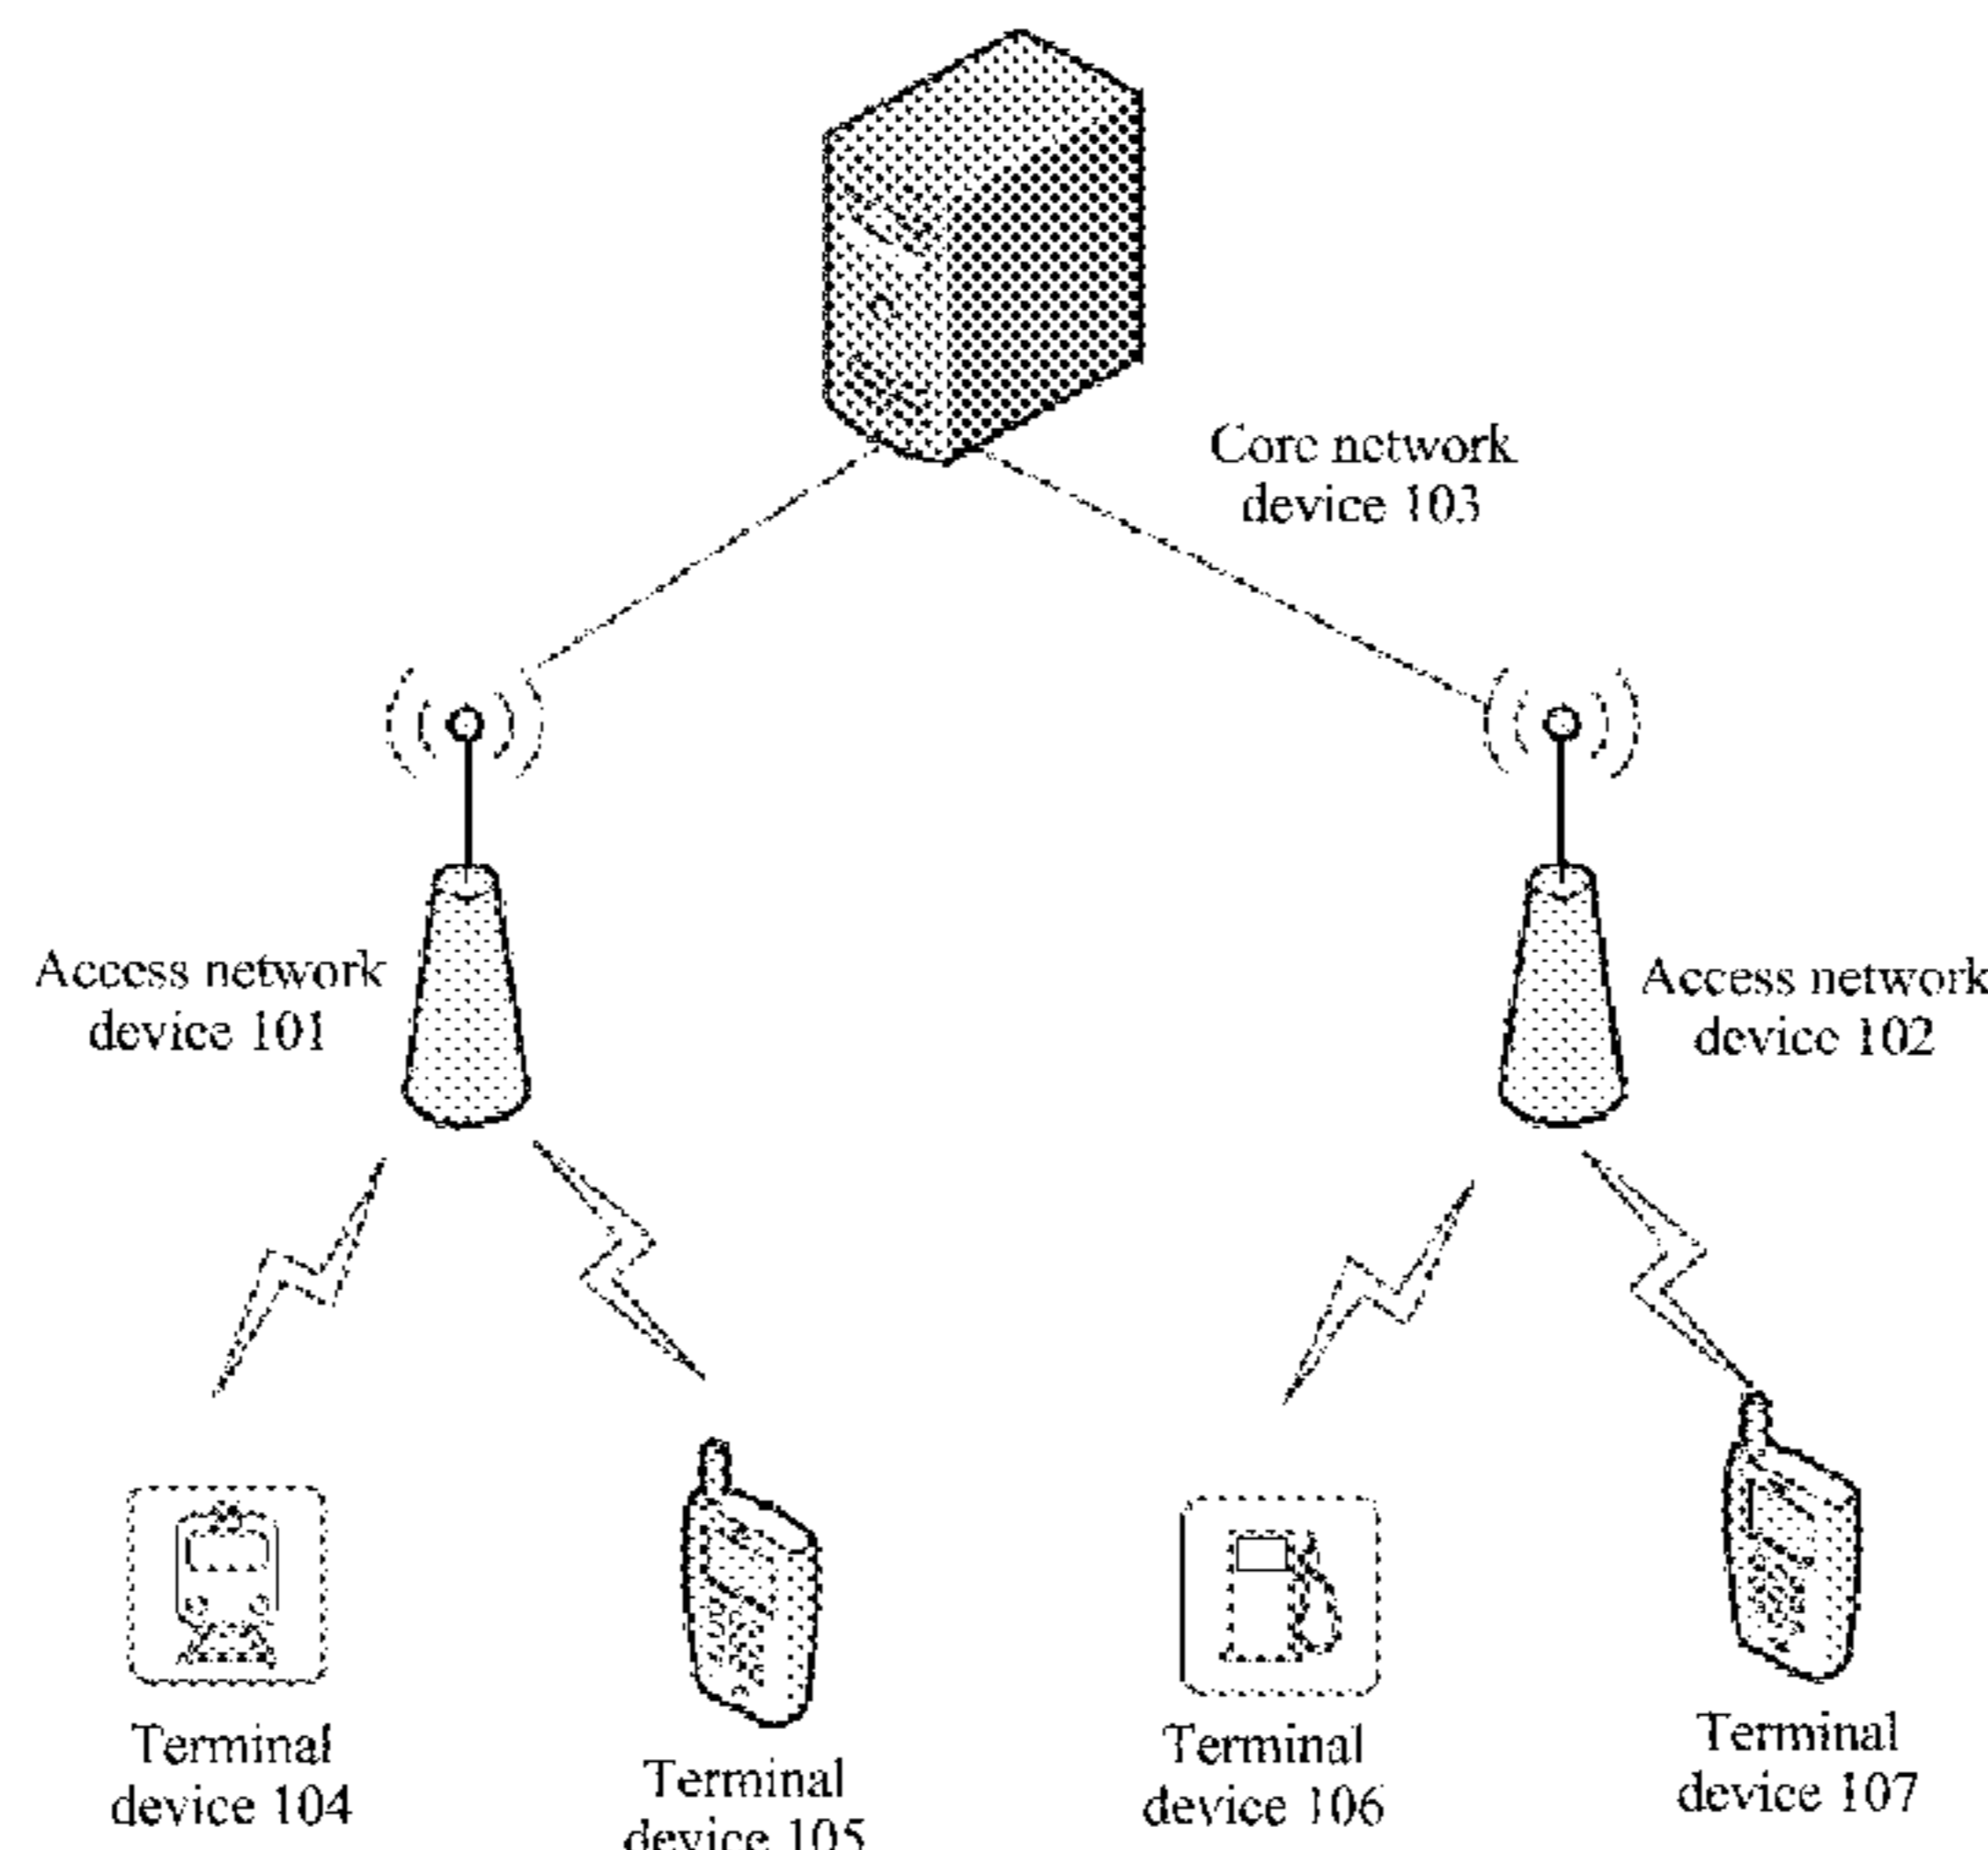 Core network
device 103
Access network
device 101
Access network
device 102
Terminal
device 104
Terminal
device 105
Terminal
device 106
Terminal
device 107